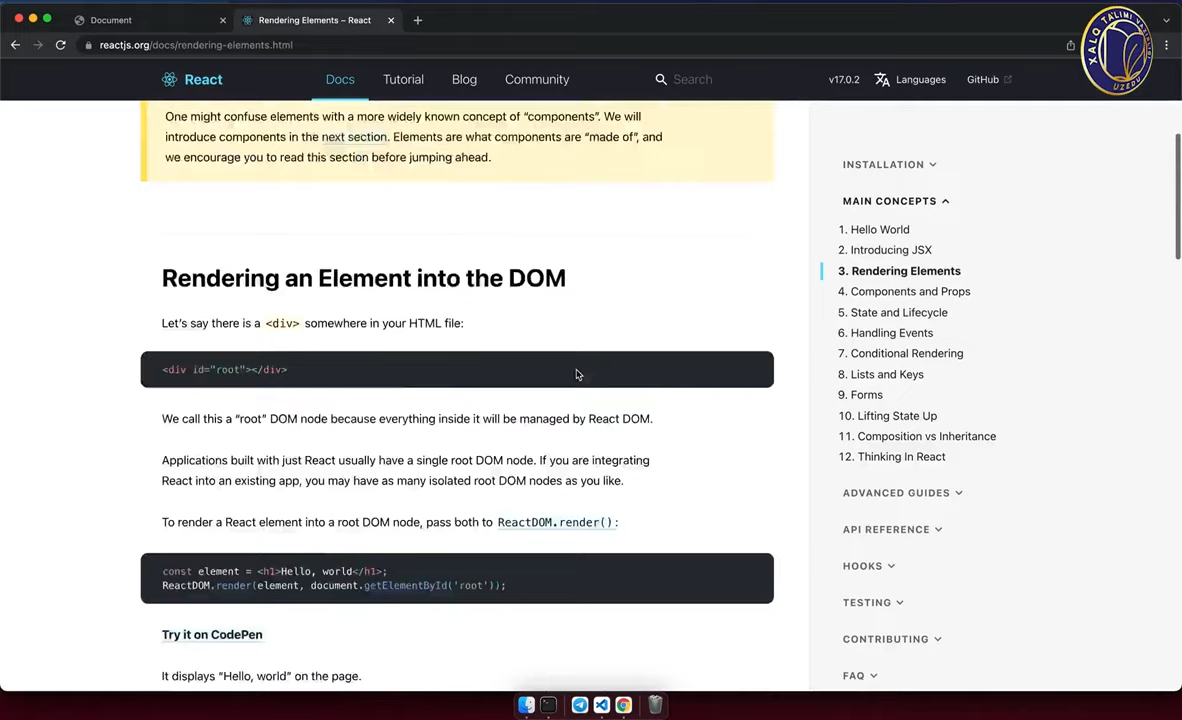 Document
Rendering Elements – React
reactjs.org/docs/rendering-elements.html
XALQ TA'LIMI VAZIRLIGI
UZEDU
React
Docs
Tutorial
Blog
Community
Search
v17.0.2
Languages
GitHub
One might confuse elements with a more widely known concept of “components”. We will
introduce components in the next section. Elements are what components are “made of”, and
we encourage you to read this section before jumping ahead.
Rendering an Element into the DOM
Let’s say there is a <div> somewhere in your HTML file:
<div id="root"></div>
We call this a “root” DOM node because everything inside it will be managed by React DOM.
Applications built with just React usually have a single root DOM node. If you are integrating
React into an existing app, you may have as many isolated root DOM nodes as you like.
To render a React element into a root DOM node, pass both to ReactDOM.render():
const element = <h1>Hello, world</h1>;
ReactDOM.render(element, document.getElementById('root'));
Try it on CodePen
It displays “Hello, world” on the page.
INSTALLATION
MAIN CONCEPTS
1. Hello World
2. Introducing JSX
3. Rendering Elements
4. Components and Props
5. State and Lifecycle
6. Handling Events
7. Conditional Rendering
8. Lists and Keys
9. Forms
10. Lifting State Up
11. Composition vs Inheritance
12. Thinking In React
ADVANCED GUIDES
API REFERENCE
HOOKS
TESTING
CONTRIBUTING
FAQ